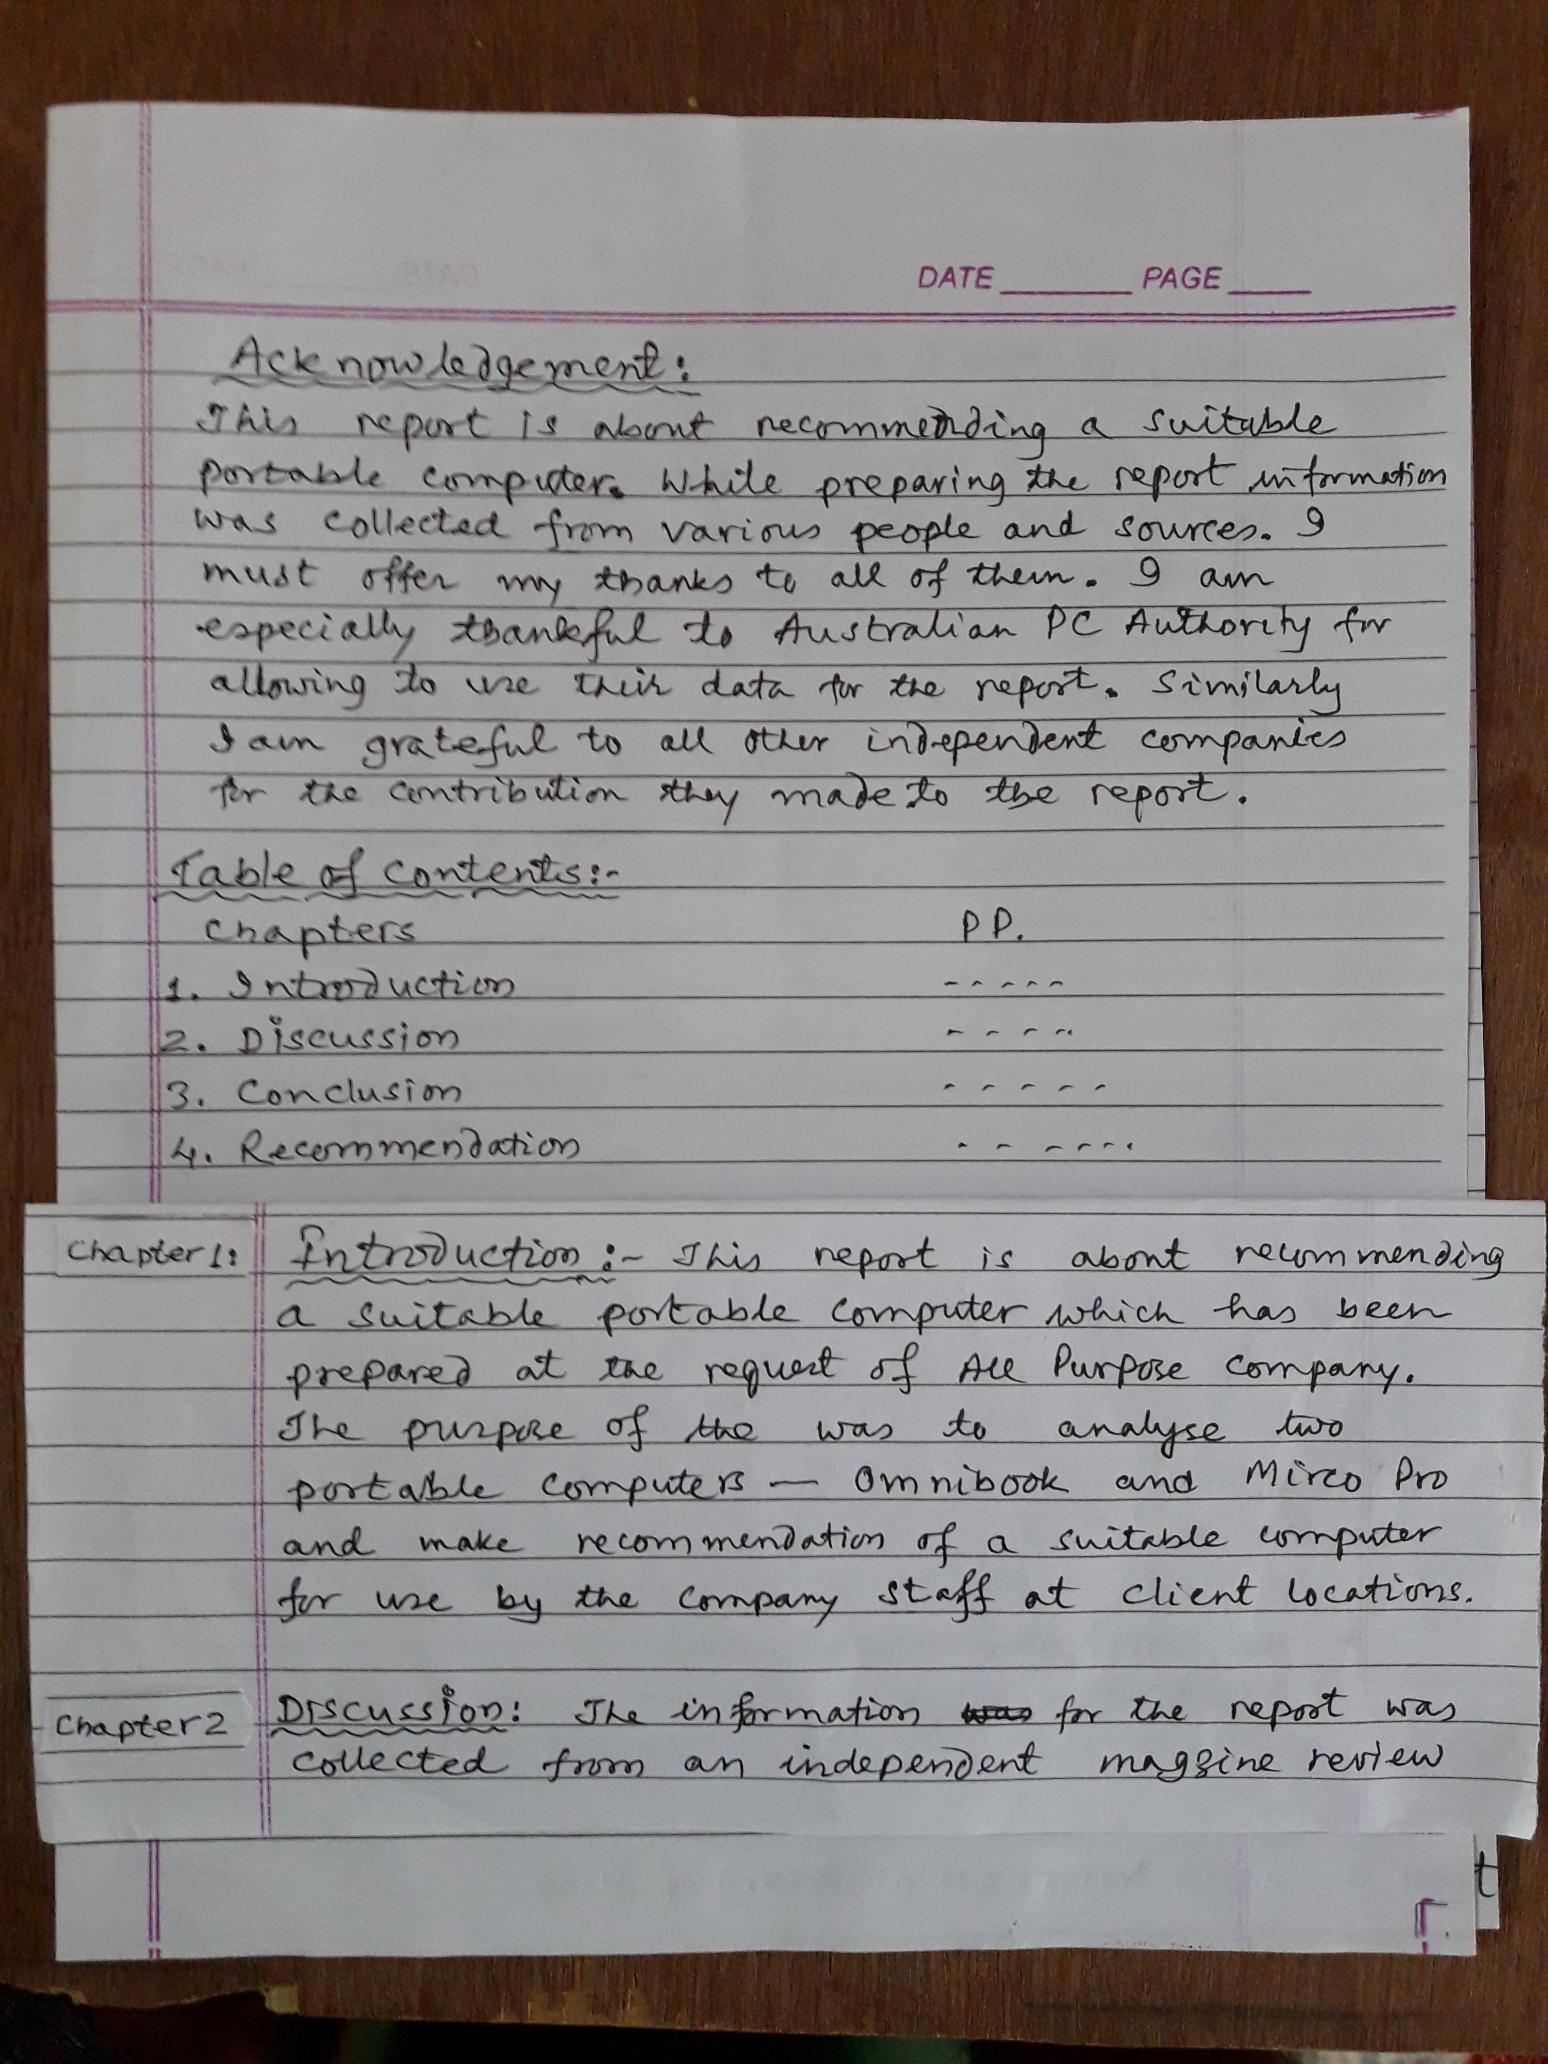 DATE ____ PAGE ____
Acknowledgement:
This report is about recommending a suitable
portable computer. While preparing the report information
was collected from various people and sources. I
must offer my thanks to all of them. I am
especially thankful to Australian PC Authority for
allowing to use their data for the report. Similarly
I am grateful to all other independent companies
for the contribution they made to the report.
Table of contents:-
Chapters PP.
1. Introduction -----
2. Discussion ----
3. Conclusion -----
4. Recommendation ------
Chapter 1: Introduction :- This report is about recommending
a suitable portable computer which has been
prepared at the request of All Purpose Company.
The purpose of the was to analyse two
portable computers — Omnibook and Mirco Pro
and make recommendation of a suitable computer
for use by the company staff at client locations.
Chapter 2 Discussion: The information was for the report was
collected from an independent magzine review
t